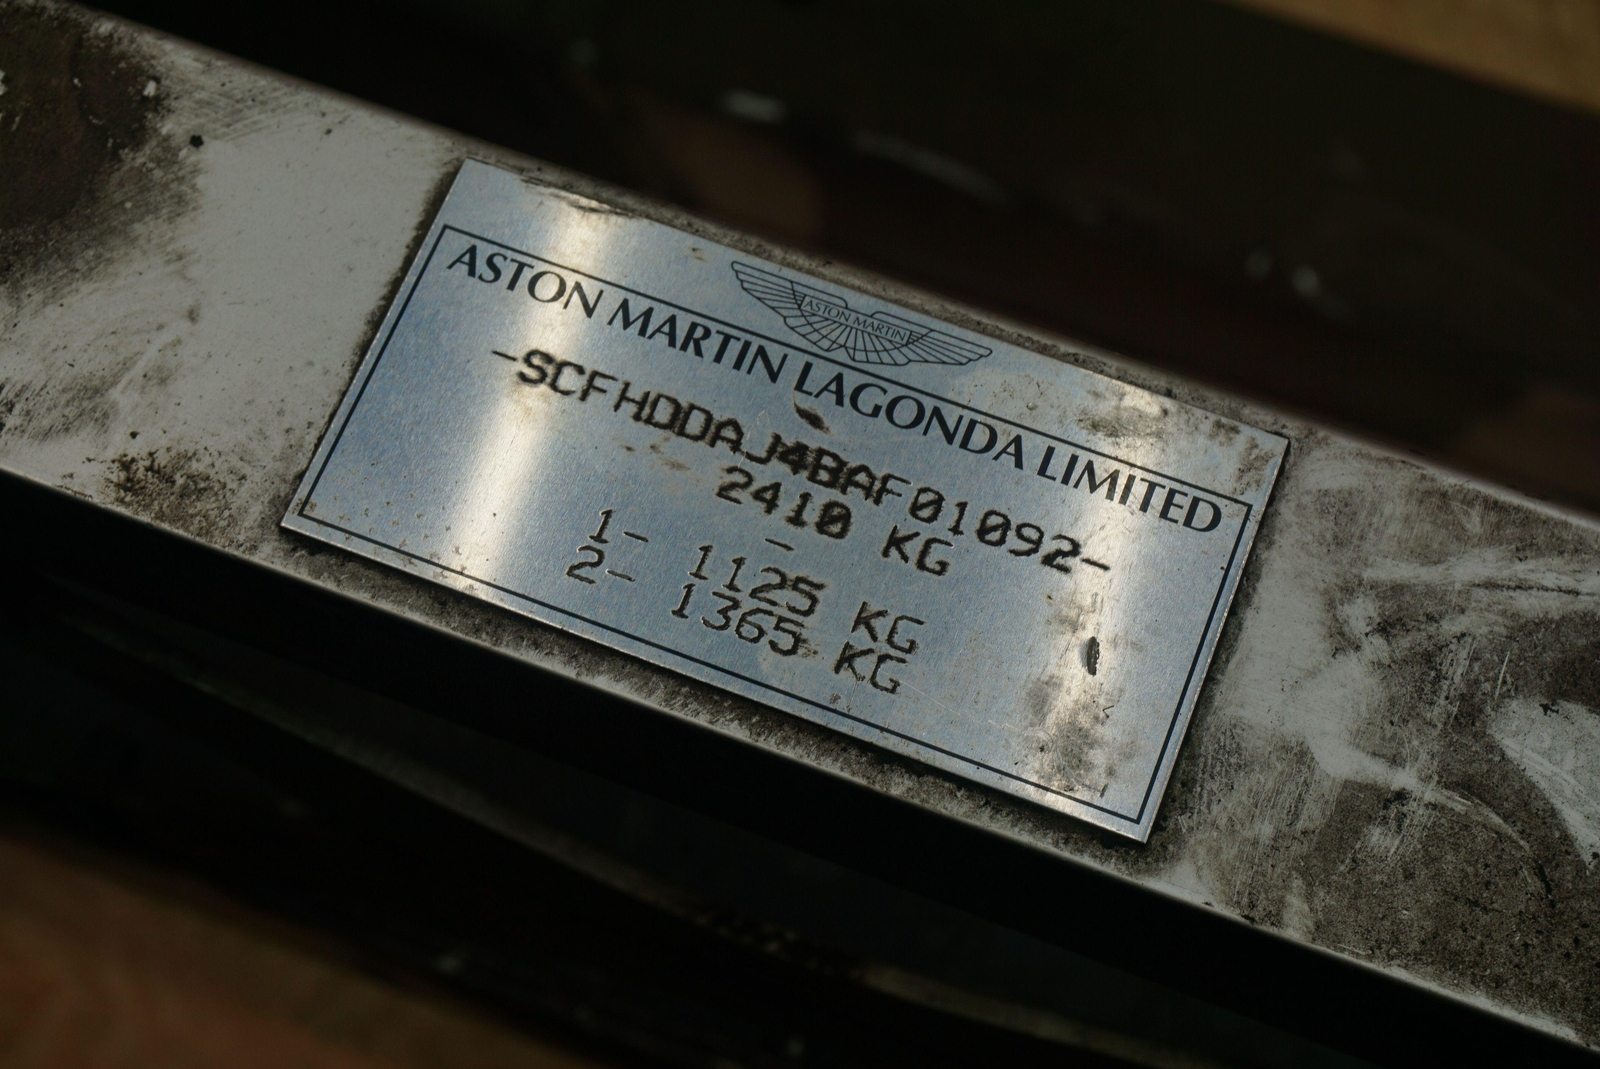 ASTON MARTIN
ASTON MARTIN LAGONDA LIMITED
-SCFHDDAJ4BAF01092-
2410 KG
-
1- 1125 KG
2- 1365 KG